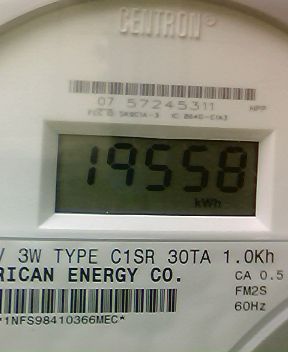 CENTRON®
07 57245311 APP
19558
kWh
V 3W TYPE C1SR 30TA 1.0Kh
RICAN ENERGY CO. CA 0.5
FM2S
60Hz
*1NFS98410366MEC*